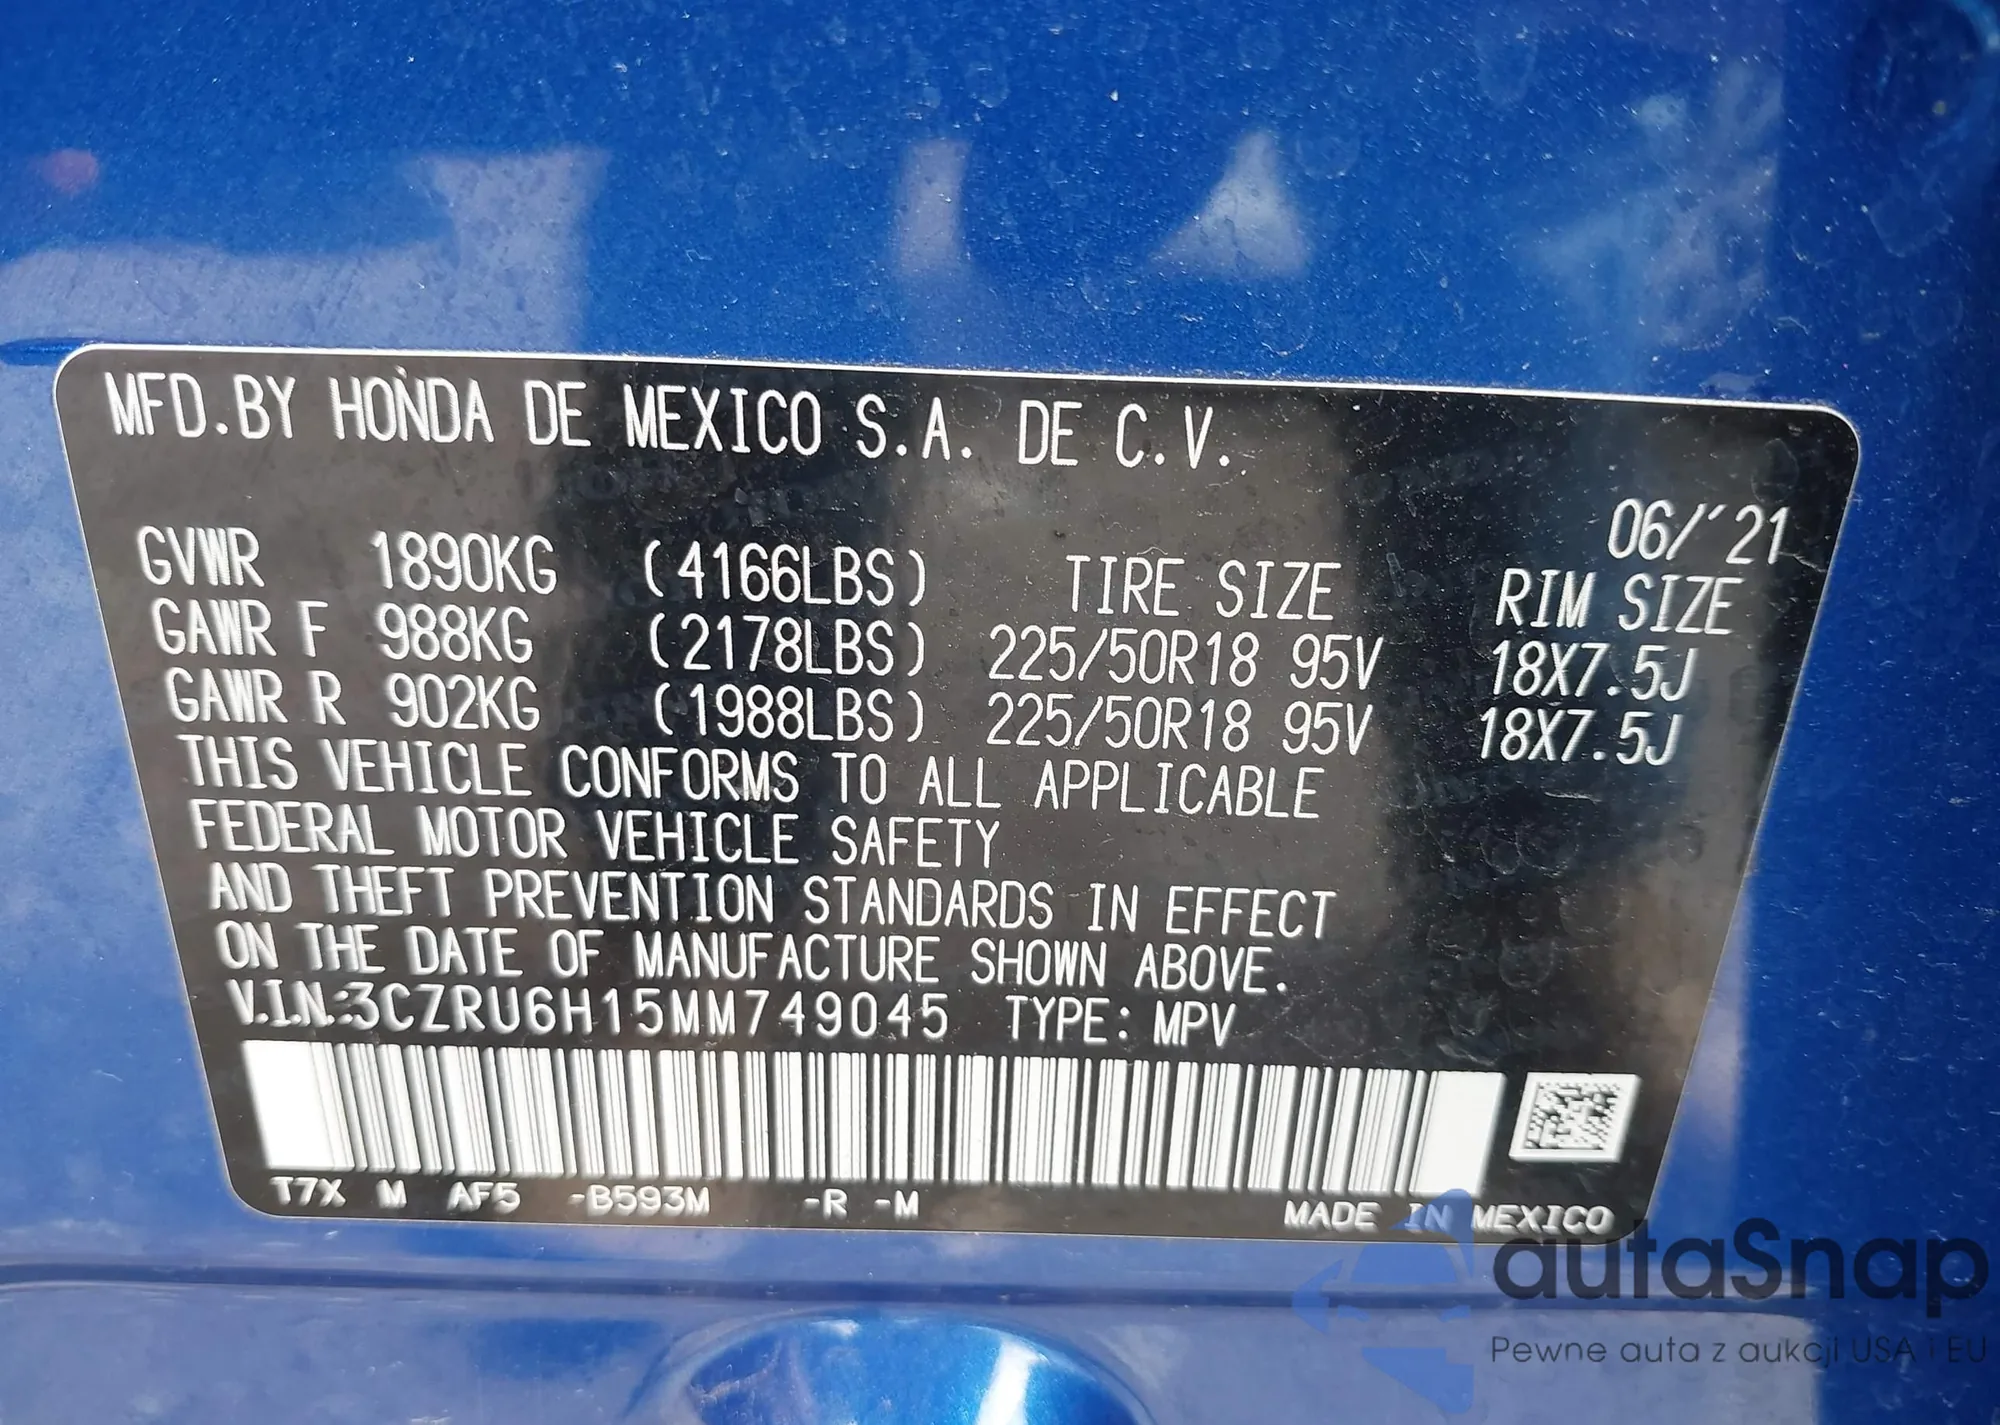 MFD.BY HONDA DE MEXICO S.A. DE C.V.
06/'21
GVWR 1890KG (4166LBS) TIRE SIZE RIM SIZE
GAWR F 988KG (2178LBS) 225/50R18 95V 18X7.5J
GAWR R 902KG (1988LBS) 225/50R18 95V 18X7.5J
THIS VEHICLE CONFORMS TO ALL APPLICABLE
FEDERAL MOTOR VEHICLE SAFETY
AND THEFT PREVENTION STANDARDS IN EFFECT
ON THE DATE OF MANUFACTURE SHOWN ABOVE.
V.I.N.:3CZRU6H15MM749045 TYPE: MPV
T7X M AF5 -B593M -R -M
MADE IN MEXICO
autaSnap
Pewne auta z aukcji USA i EU